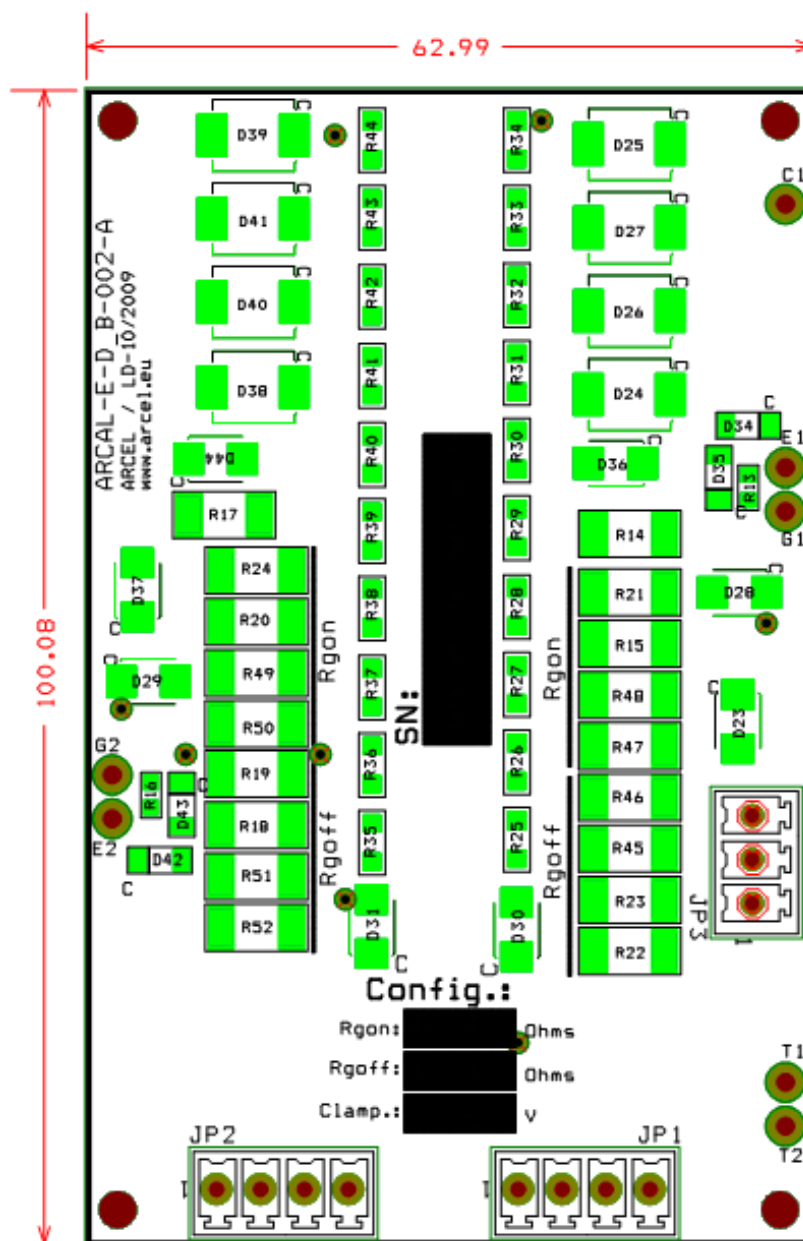 62.99
100.08
ARCAL-E-D_B-002-A
ARCEL / LD-10/2009
www.arcel.eu
C
D39
R44
R34
C
D25
C1
C
D41
R43
R33
C
D27
C
D40
R42
R32
C
D26
C
D38
R41
R31
C
D24
C
D34
D44
C
R40
R30
C
D36
D35
R13
C
E1
G1
R17
R39
R29
R14
D37
C
R24
R38
R28
R21
C
D28
R20
R15
Rgon
Rgon
C
D29
R49
R37
R27
R48
C
D23
SN:
R50
R47
G2
R16
C
D43
R19
R36
R26
R46
E2
R18
R35
R25
R45
Rgoff
Rgoff
D42
C
R51
R23
JP3
1
R52
D31
C
D30
C
R22
Config.:
Rgon:
Ohms
Rgoff:
Ohms
Clamp.:
V
T1
T2
JP2
1
JP1
1